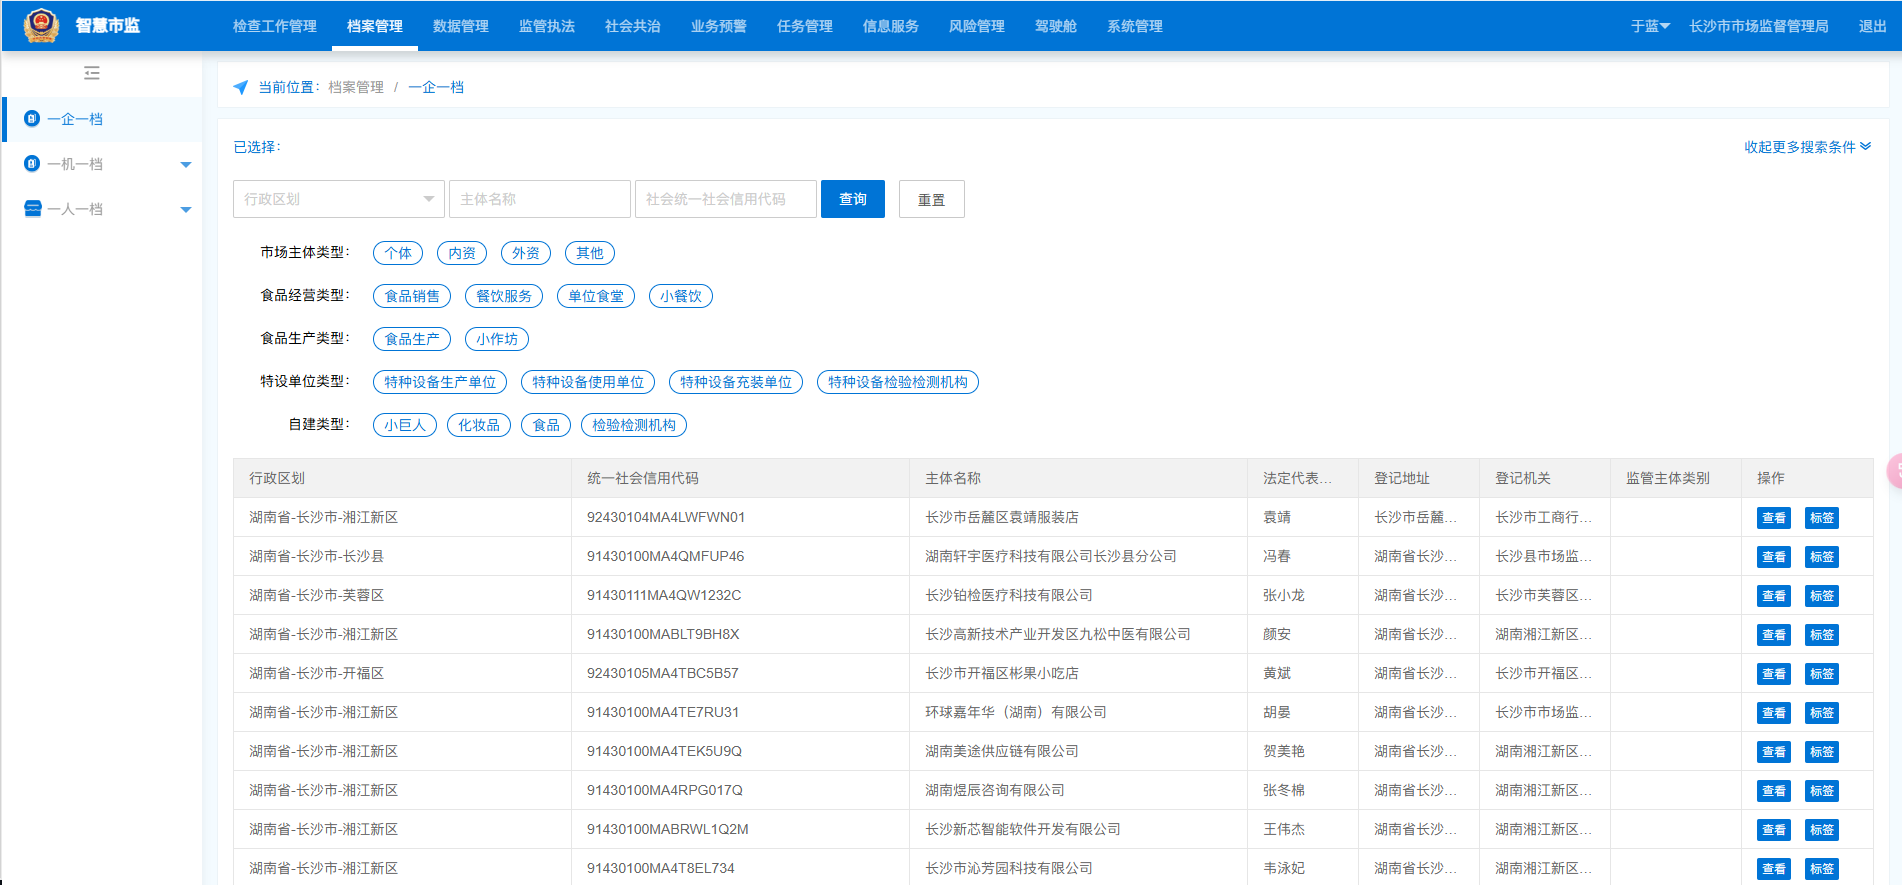 智慧市监 检查工作管理 档案管理 数据管理 监管执法 社会共治 业务预警 任务管理 信息服务 风险管理 驾驶舱 系统管理 于蓝 长沙市市场监督管理局 退出
一企一档
一机一档
一人一档
当前位置： 档案管理 / 一企一档
已选择：
收起更多搜索条件
行政区划 主体名称 社会统一社会信用代码 查询 重置
市场主体类型： 个体 内资 外资 其他
食品经营类型： 食品销售 餐饮服务 单位食堂 小餐饮
食品生产类型： 食品生产 小作坊
特设单位类型： 特种设备生产单位 特种设备使用单位 特种设备充装单位 特种设备检验检测机构
自建类型： 小巨人 化妆品 食品 检验检测机构
行政区划 统一社会信用代码 主体名称 法定代表... 登记地址 登记机关 监管主体类别 操作
湖南省-长沙市-湘江新区 92430104MA4LWFWN01 长沙市岳麓区袁靖服装店 袁靖 长沙市岳麓... 长沙市工商行... 查看 标签
湖南省-长沙市-长沙县 91430100MA4QMFUP46 湖南轩宇医疗科技有限公司长沙县分公司 冯春 湖南省长沙... 长沙县市场监... 查看 标签
湖南省-长沙市-芙蓉区 91430111MA4QW1232C 长沙铂检医疗科技有限公司 张小龙 湖南省长沙... 长沙市芙蓉区... 查看 标签
湖南省-长沙市-湘江新区 91430100MABLT9BH8X 长沙高新技术产业开发区九松中医有限公司 颜安 湖南省长沙... 湖南湘江新区... 查看 标签
湖南省-长沙市-开福区 92430105MA4TBC5B57 长沙市开福区彬果小吃店 黄斌 湖南省长沙... 长沙市开福区... 查看 标签
湖南省-长沙市-湘江新区 91430100MA4TE7RU31 环球嘉年华（湖南）有限公司 胡晏 湖南省长沙... 长沙市市场监... 查看 标签
湖南省-长沙市-湘江新区 91430100MA4TEK5U9Q 湖南美途供应链有限公司 贺美艳 湖南省长沙... 湖南湘江新区... 查看 标签
湖南省-长沙市-湘江新区 91430100MA4RPG017Q 湖南煜辰咨询有限公司 张冬棉 湖南省长沙... 湖南湘江新区... 查看 标签
湖南省-长沙市-湘江新区 91430100MABRWL1Q2M 长沙新芯智能软件开发有限公司 王伟杰 湖南省长沙... 湖南湘江新区... 查看 标签
湖南省-长沙市-湘江新区 91430100MA4T8EL734 长沙市沁芳园科技有限公司 韦泳妃 湖南省长沙... 湖南湘江新区... 查看 标签